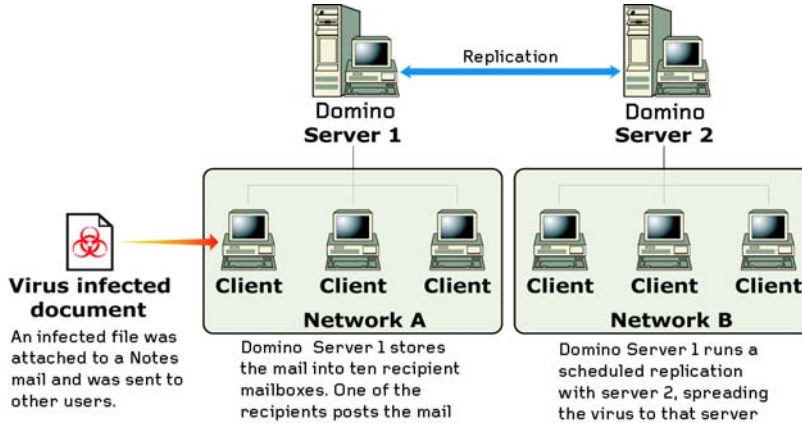 Replication
Domino
Server 1
Domino
Server 2
Client
Client
Client
Network A
Client
Client
Client
Network B
Virus infected
document
An infected file was
attached to a Notes
mail and was sent to
other users.
Domino Server 1 stores
the mail into ten recipient
mailboxes. One of the
recipients posts the mail
Domino Server 1 runs a
scheduled replication
with server 2, spreading
the virus to that server